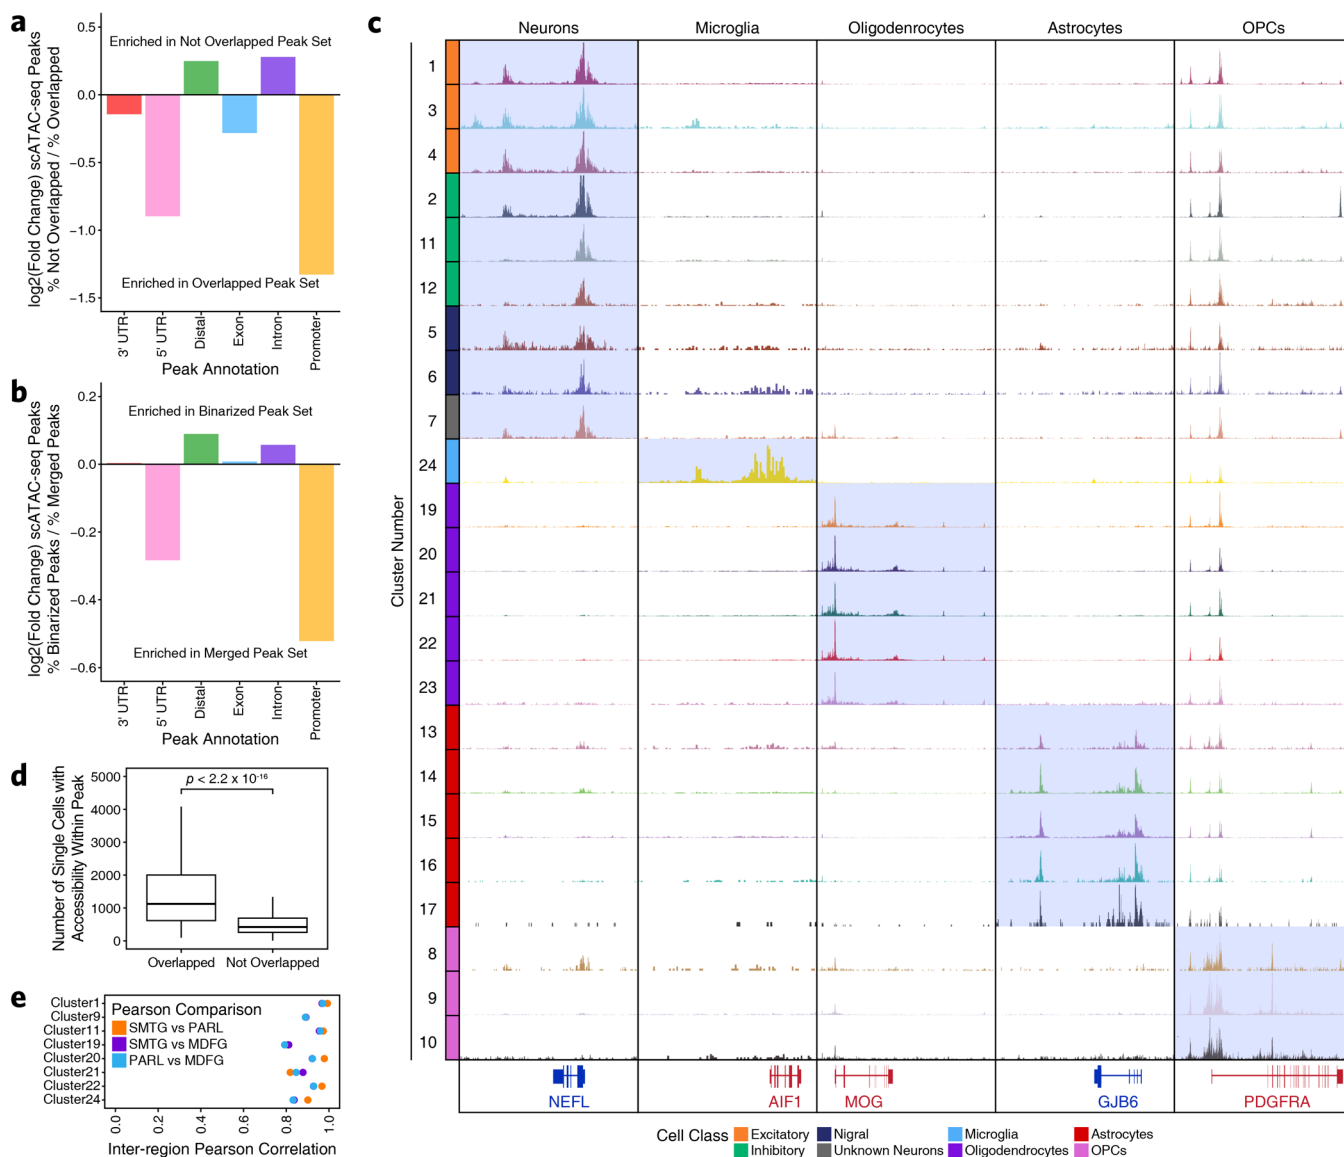 a
log2(Fold Change) scATAC-seq Peaks
% Not Overlapped / % Overlapped
0.5
0.0
−0.5
−1.0
−1.5
Enriched in Not Overlapped Peak Set
Enriched in Overlapped Peak Set
3' UTR
5' UTR
Distal
Exon
Intron
Promoter
Peak Annotation
b
log2(Fold Change) scATAC-seq Peaks
% Binarized Peaks / % Merged Peaks
0.2
0.0
−0.2
−0.4
−0.6
Enriched in Binarized Peak Set
Enriched in Merged Peak Set
3' UTR
5' UTR
Distal
Exon
Intron
Promoter
Peak Annotation
c
Neurons Microglia Oligodenrocytes Astrocytes OPCs
Cluster Number
1
3
4
2
11
12
5
6
7
24
19
20
21
22
23
13
14
15
16
17
8
9
10
NEFL AIF1 MOG GJB6 PDGFRA
Cell Class
Excitatory Nigral Microglia Astrocytes
Inhibitory Unknown Neurons Oligodendrocytes OPCs
d
Number of Single Cells with
Accessibility Within Peak
5000
4000
3000
2000
1000
0
p < 2.2 x 10-16
Overlapped Not Overlapped
e
Cluster1
Cluster9
Cluster11
Cluster19
Cluster20
Cluster21
Cluster22
Cluster24
Pearson Comparison
SMTG vs PARL
SMTG vs MDFG
PARL vs MDFG
0.0 0.2 0.4 0.6 0.8 1.0
Inter-region Pearson Correlation